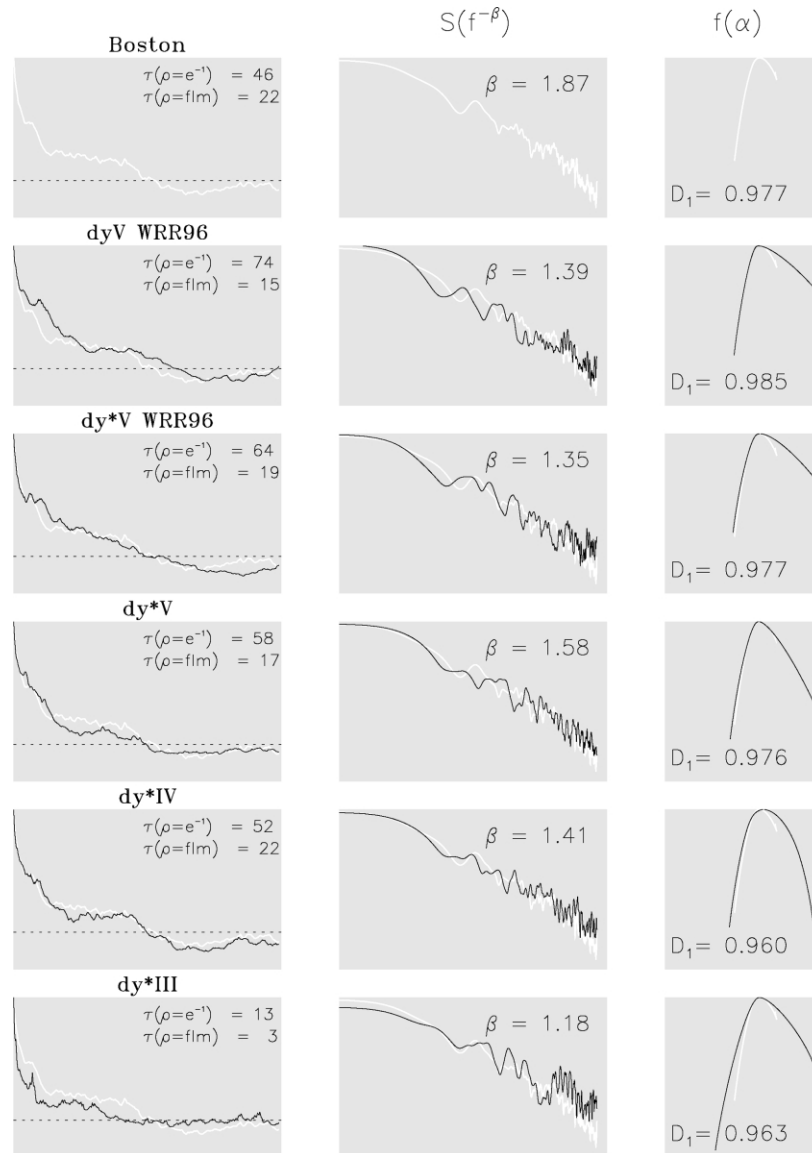 S(f⁻ᵝ)
f(α)
Boston
τ(ρ=e⁻¹) = 46
τ(ρ=flm) = 22
β = 1.87
D₁= 0.977
dyV WRR96
τ(ρ=e⁻¹) = 74
τ(ρ=flm) = 15
β = 1.39
D₁= 0.985
dy*V WRR96
τ(ρ=e⁻¹) = 64
τ(ρ=flm) = 19
β = 1.35
D₁= 0.977
dy*V
τ(ρ=e⁻¹) = 58
τ(ρ=flm) = 17
β = 1.58
D₁= 0.976
dy*IV
τ(ρ=e⁻¹) = 52
τ(ρ=flm) = 22
β = 1.41
D₁= 0.960
dy*III
τ(ρ=e⁻¹) = 13
τ(ρ=flm) = 3
β = 1.18
D₁= 0.963